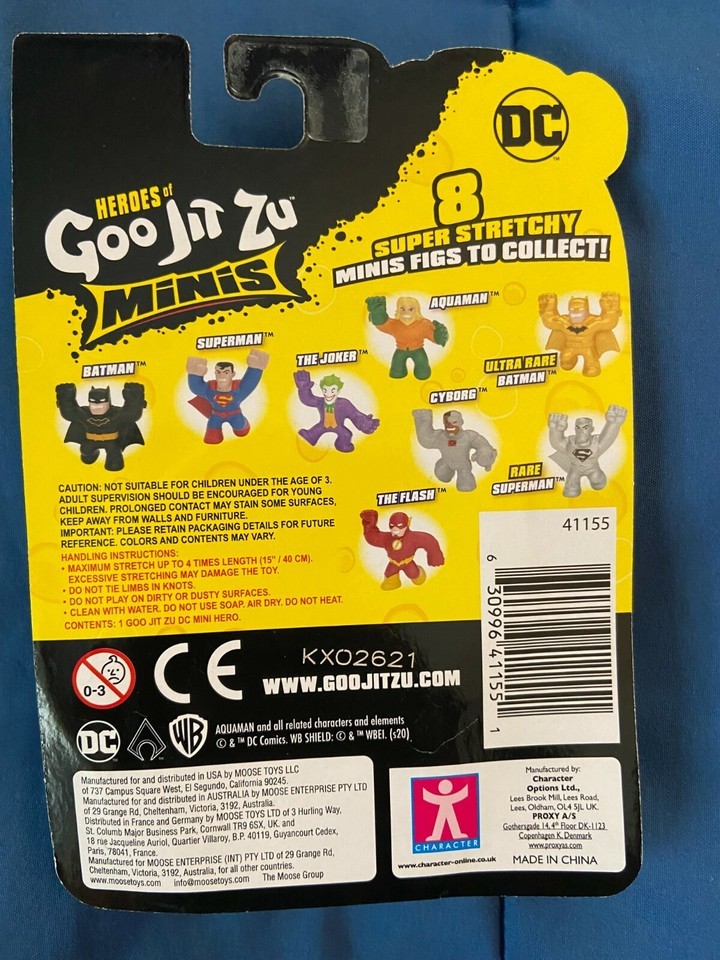 DC
HEROES of
GOO JIT ZU™
MINIS
8
SUPER STRETCHY
MINIS FIGS TO COLLECT!
AQUAMAN™
SUPERMAN™
BATMAN™
THE JOKER™
ULTRA RARE
BATMAN™
CYBORG™
RARE
SUPERMAN™
THE FLASH™
CAUTION: NOT SUITABLE FOR CHILDREN UNDER THE AGE OF 3.
ADULT SUPERVISION SHOULD BE ENCOURAGED FOR YOUNG
CHILDREN. PROLONGED CONTACT MAY STAIN SOME SURFACES,
KEEP AWAY FROM WALLS AND FURNITURE.
IMPORTANT: PLEASE RETAIN PACKAGING DETAILS FOR FUTURE
REFERENCE. COLORS AND CONTENTS MAY VARY.
HANDLING INSTRUCTIONS:
• MAXIMUM STRETCH UP TO 4 TIMES LENGTH (15" / 40 CM).
EXCESSIVE STRETCHING MAY DAMAGE THE TOY.
• DO NOT TIE LIMBS IN KNOTS.
• DO NOT PLAY ON DIRTY OR DUSTY SURFACES.
• CLEAN WITH WATER. DO NOT USE SOAP. AIR DRY. DO NOT HEAT.
CONTENTS: 1 GOO JIT ZU DC MINI HERO.
41155
6 30996 41155 1
0-3
CE
KX02621
WWW.GOOJITZU.COM
DC
WB
AQUAMAN and all related characters and elements
© & ™ DC Comics. WB SHIELD: © & ™ WBEI. (s20)
Manufactured for and distributed in USA by MOOSE TOYS LLC
of 737 Campus Square West, El Segundo, California 90245.
Manufactured for and distributed in AUSTRALIA by MOOSE ENTERPRISE PTY LTD
of 29 Grange Rd, Cheltenham, Victoria, 3192, Australia.
Distributed in France and Germany by MOOSE TOYS LTD of 3 Hurling Way,
St. Columb Major Business Park, Cornwall TR9 6SX, UK. and
18 rue Jacqueline Auriol, Quartier Villaroy, B.P. 40119, Guyancourt Cedex,
Paris, 78041, France.
Manufactured for MOOSE ENTERPRISE (INT) PTY LTD of 29 Grange Rd,
Cheltenham, Victoria, 3192, Australia, for all other countries.
www.moosetoys.com info@moosetoys.com The Moose Group
CHARACTER
www.character-online.co.uk
Manufactured by:
Character
Options Ltd.,
Lees Brook Mill, Lees Road,
Lees, Oldham, OL4 5JL UK.
PROXY A/S
Gothersgade 14, 4th Floor DK-1123
Copenhagen K, Denmark
www.proxyas.com
MADE IN CHINA